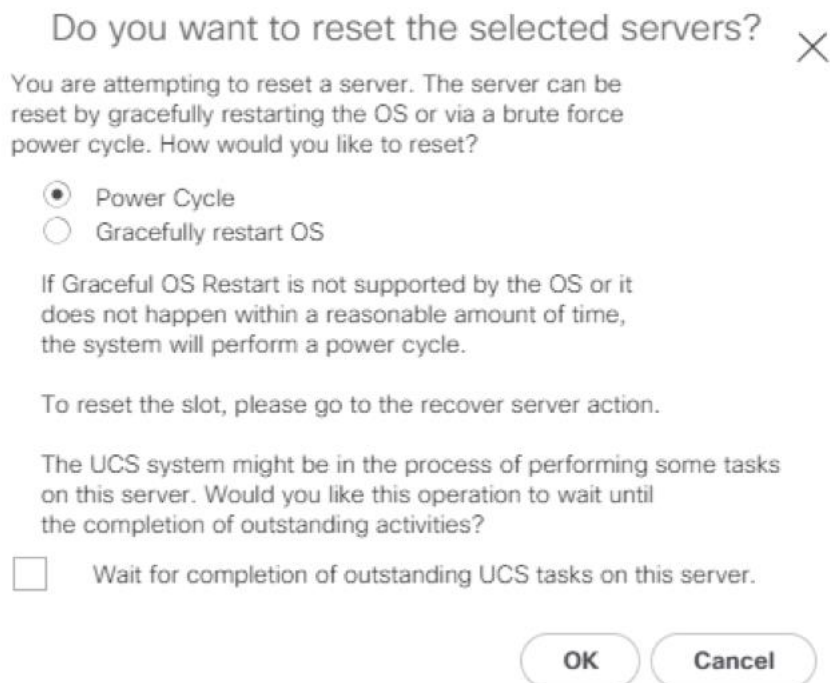 Do you want to reset the selected servers?
You are attempting to reset a server. The server can be
reset by gracefully restarting the OS or via a brute force
power cycle. How would you like to reset?
Power Cycle
Gracefully restart OS
If Graceful OS Restart is not supported by the OS or it
does not happen within a reasonable amount of time,
the system will perform a power cycle.
To reset the slot, please go to the recover server action.
The UCS system might be in the process of performing some tasks
on this server. Would you like this operation to wait until
the completion of outstanding activities?
Wait for completion of outstanding UCS tasks on this server.
OK Cancel